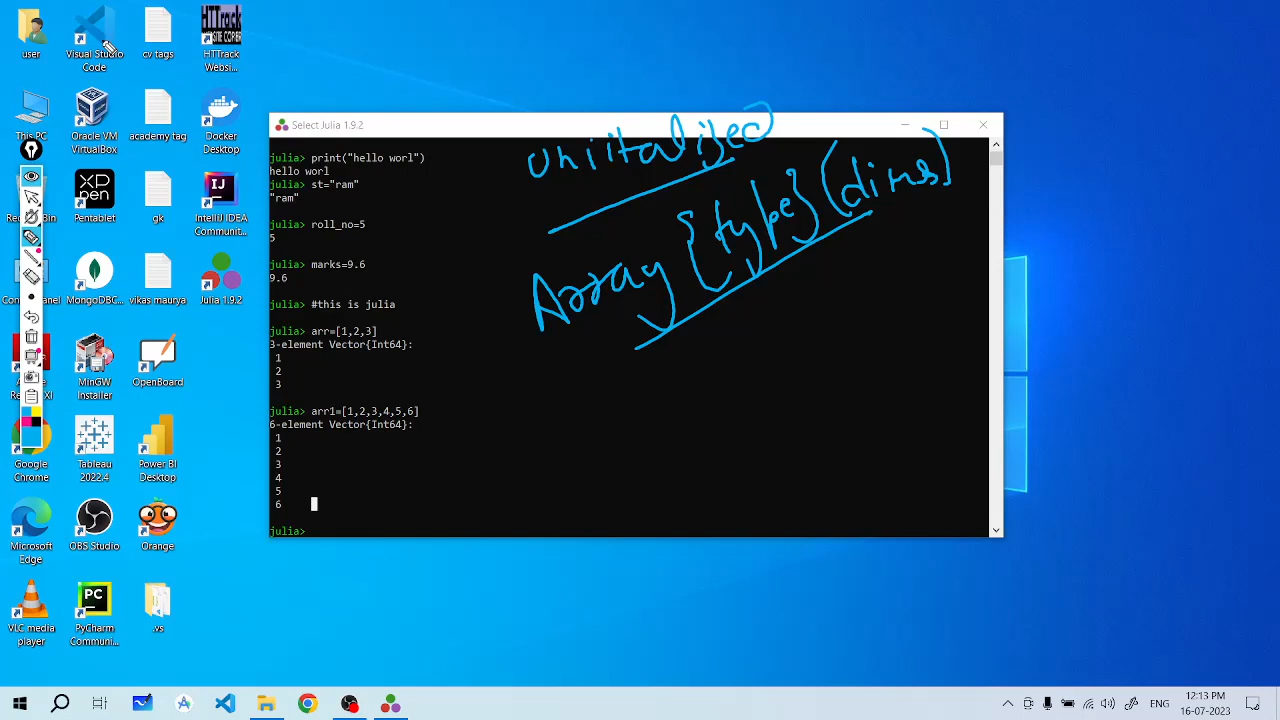 user
Visual Studio Code
cv tags
HTTrack Websi...
This PC
Oracle VM VirtualBox
academy tag
Docker Desktop
Rec
Bin
Pentablet
gk
IntelliJ IDEA Communit...
Con
anel
MongoDBC...
vikas maurya
Julia 1.9.2
MinGW Installer
OpenBoard
Google Chrome
Tableau 2022.4
Power BI Desktop
Microsoft Edge
OBS Studio
Orange
VLC media player
PyCharm Communi...
.vs
Select Julia 1.9.2
julia> print("hello worl")
hello worl
julia> st="ram"
"ram"
julia> roll_no=5
5
julia> marks=9.6
9.6
julia> #this is julia
julia> arr=[1,2,3]
3-element Vector{Int64}:
1
2
3
julia> arr1=[1,2,3,4,5,6]
6-element Vector{Int64}:
1
2
3
4
5
6
julia>
uniitalized
Array {type} (dims)
ENG
12:13 PM
16-07-2023